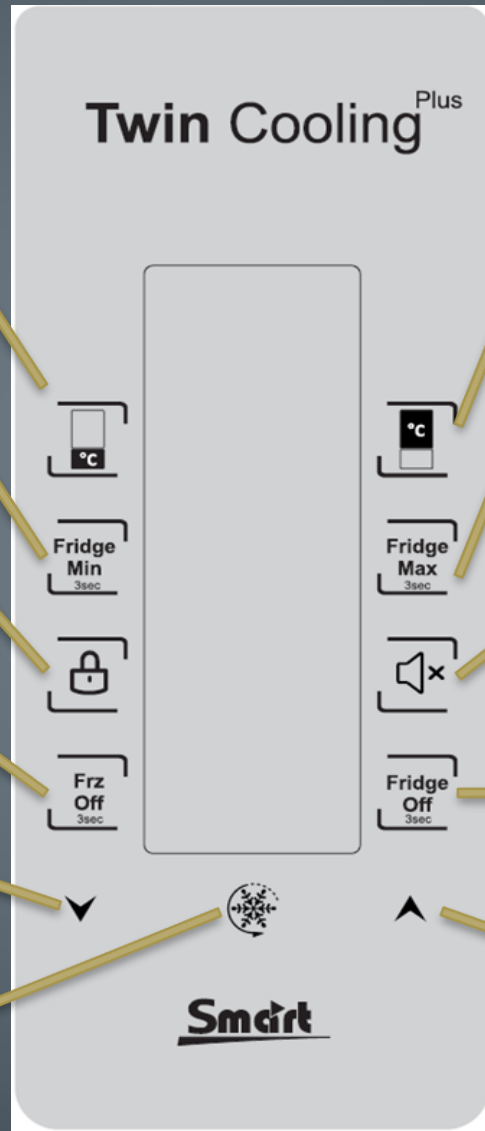 Twin Cooling Plus
°C
°C
Fridge
Min
3sec
Fridge
Max
3sec
Frz
Off
3sec
Fridge
Off
3sec
Smart